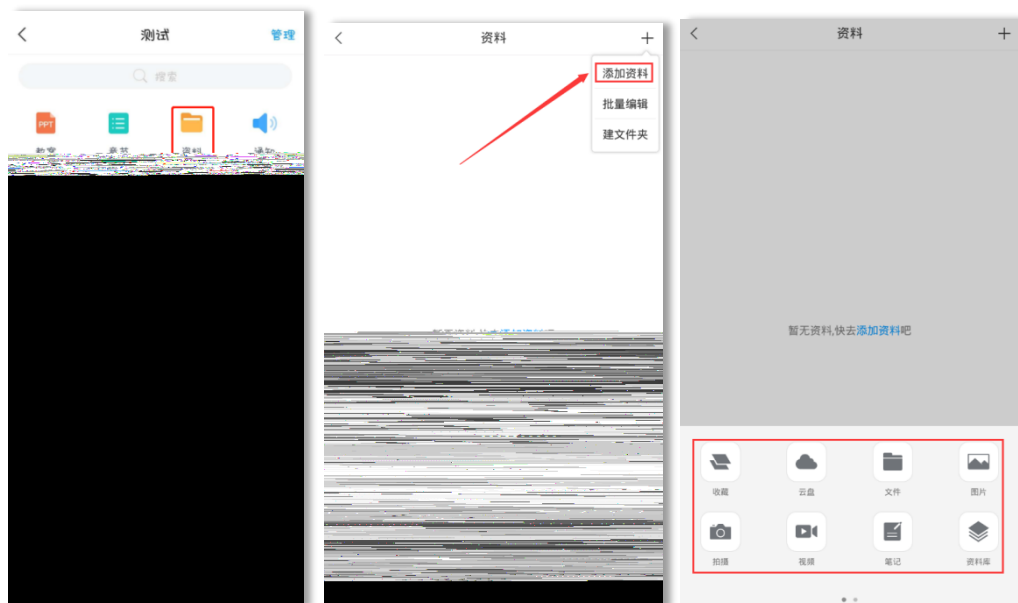 测试
管理
搜索
PPT
资料
添加资料
批量编辑
建文件夹
资料
暂无资料,快去添加资料吧
收藏
云盘
文件
图片
拍摄
视频
笔记
资料库